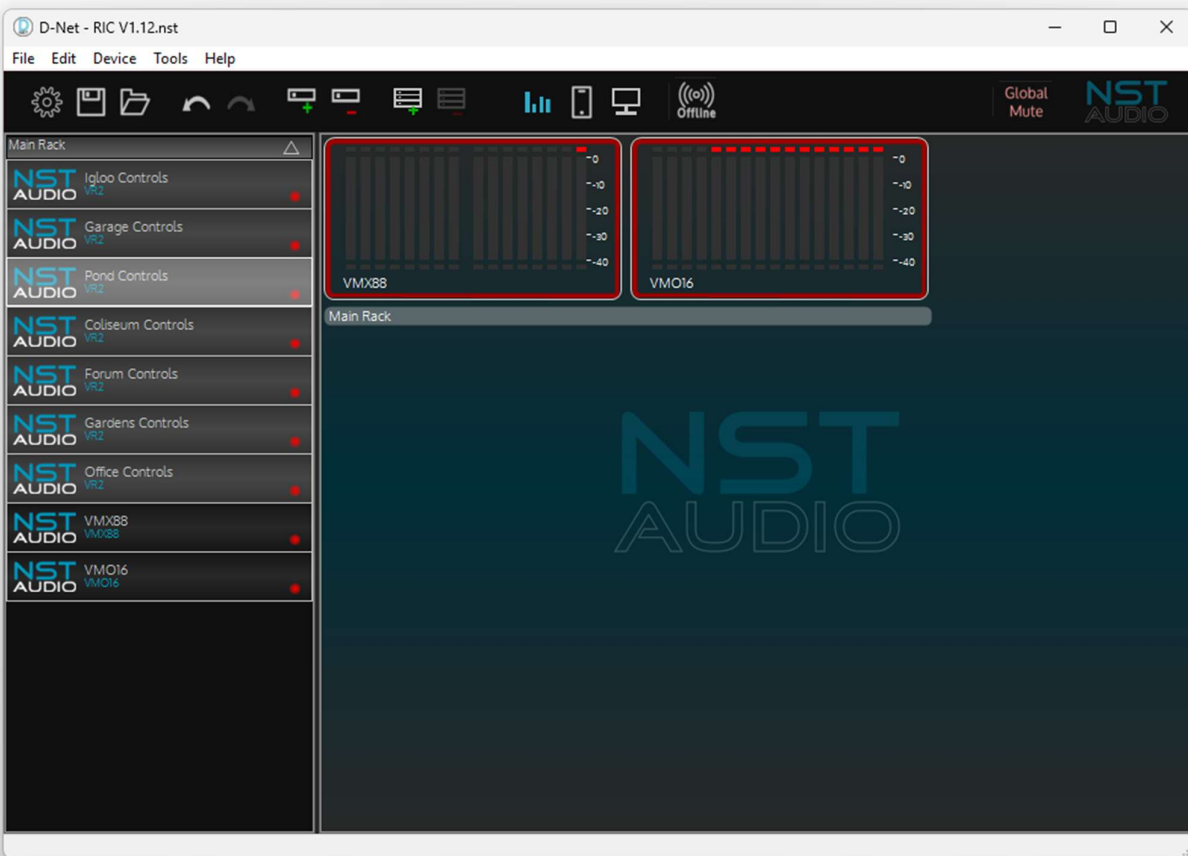 D-Net - RIC V1.12.nst
File Edit Device Tools Help
Offline
Global
Mute
NST
AUDIO
Main Rack
NST
AUDIO
Igloo Controls
VR2
NST
AUDIO
Garage Controls
VR2
NST
AUDIO
Pond Controls
VR2
NST
AUDIO
Coliseum Controls
VR2
NST
AUDIO
Forum Controls
VR2
NST
AUDIO
Gardens Controls
VR2
NST
AUDIO
Office Controls
VR2
NST
AUDIO
VMX88
VMX88
NST
AUDIO
VMO16
VMO16
-0
-10
-20
-30
-40
VMX88
-0
-10
-20
-30
-40
VMO16
Main Rack
NST
AUDIO